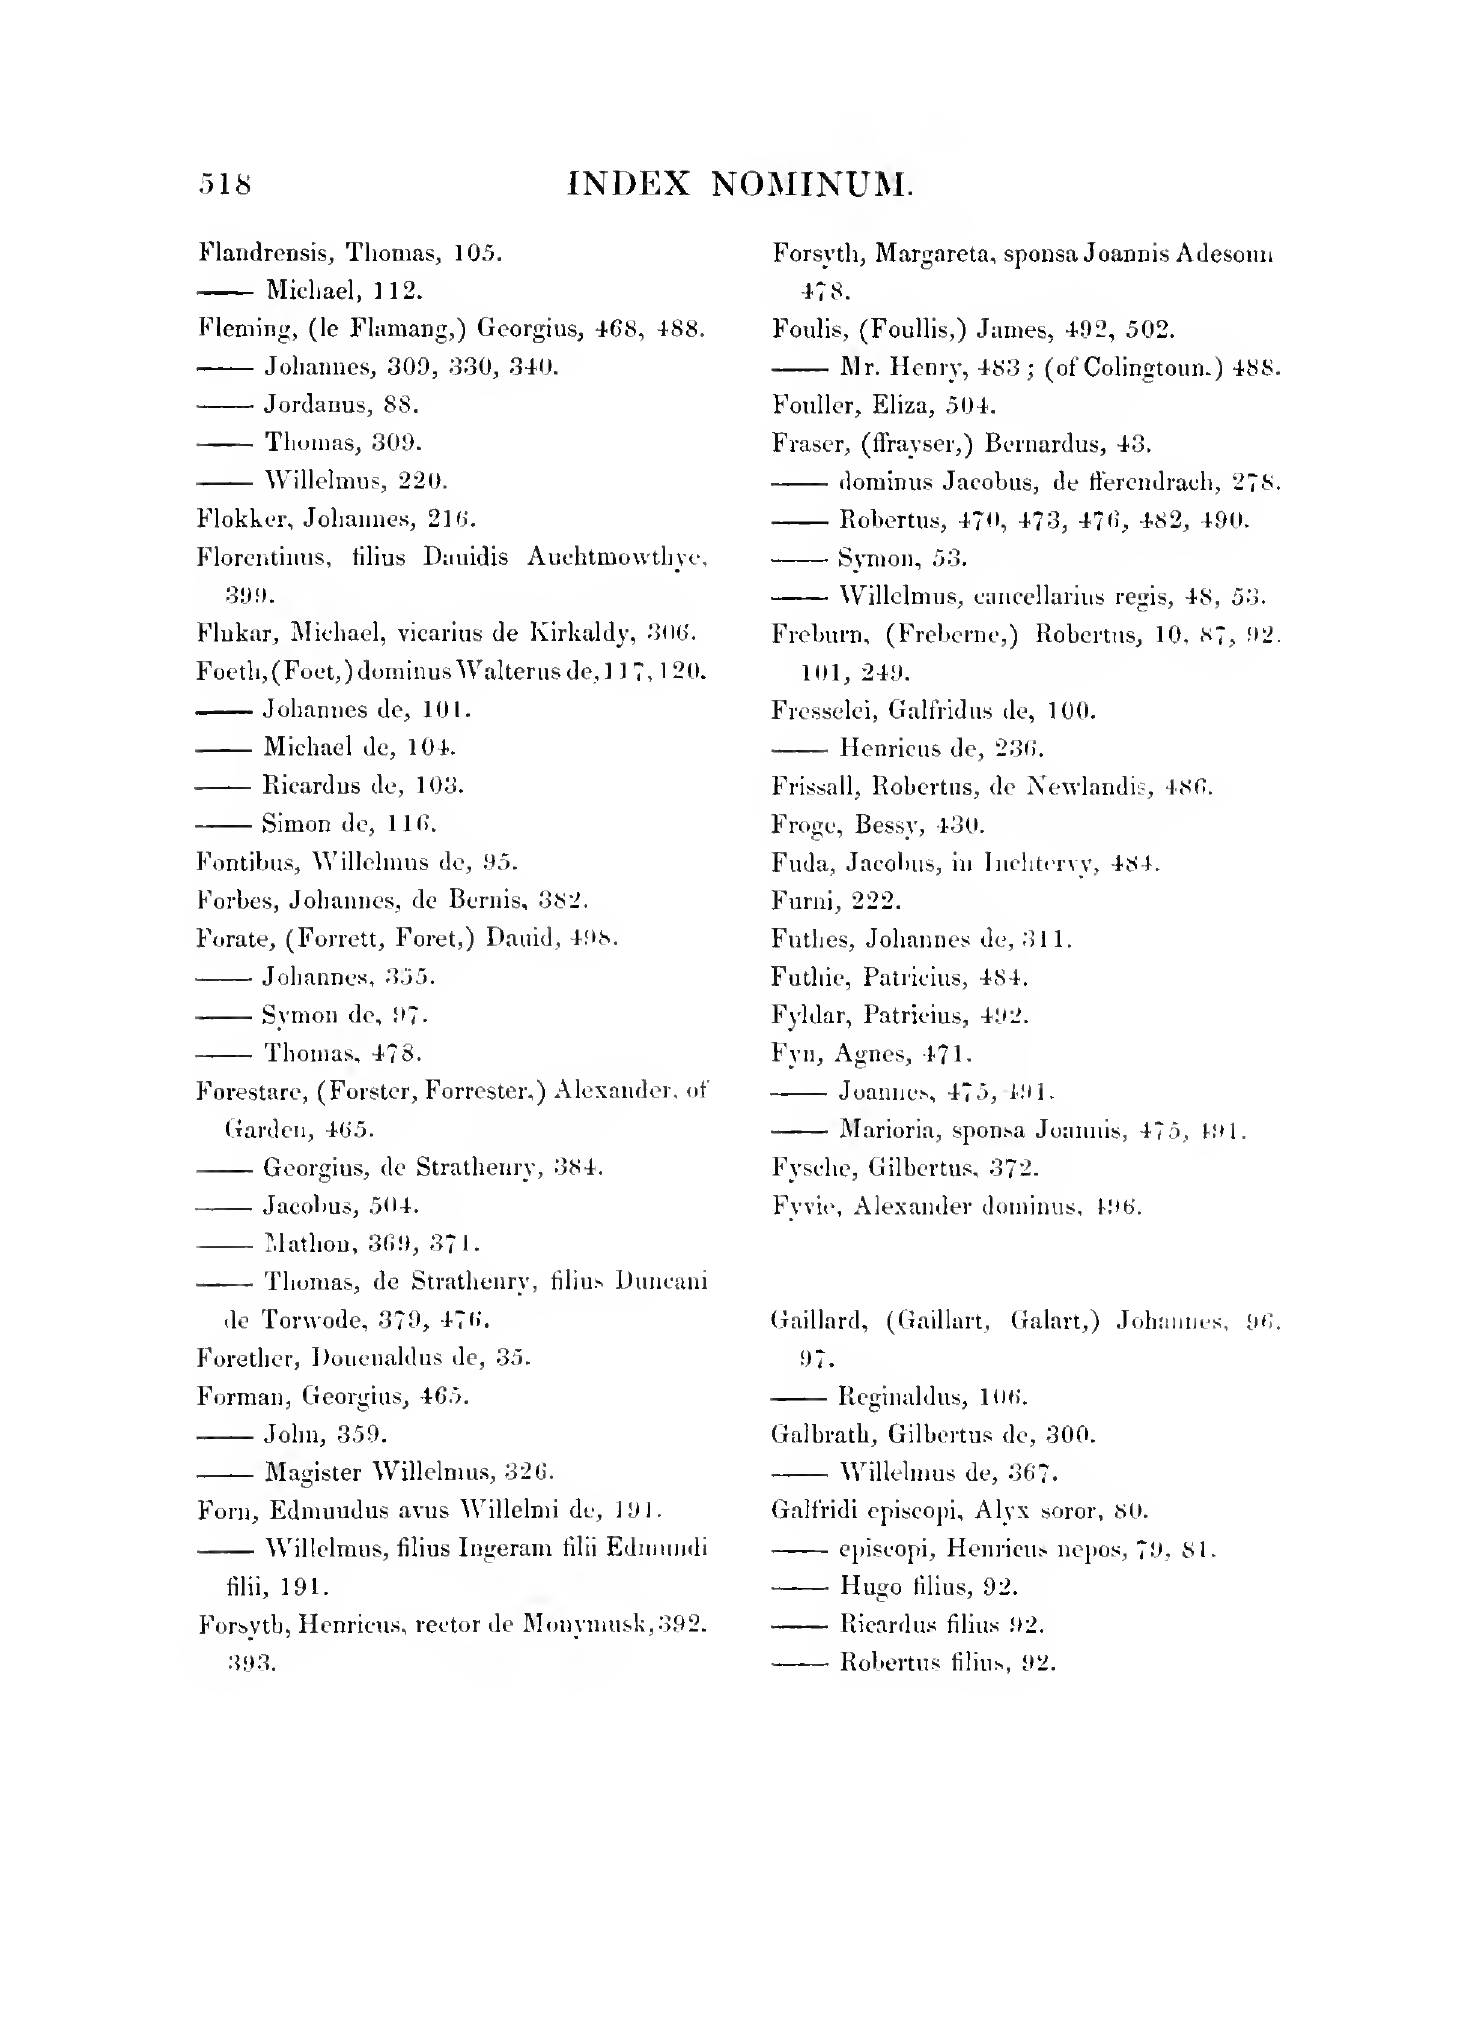 518 INDEX NOMINUM.
Flandrensis, Thomas, 105.
—— Michael, 112.
Fleming, (le Flamang,) Georgius, 468, 488.
—— Johannes, 309, 330, 340.
—— Jordanus, 88.
—— Thomas, 309.
—— Willelmus, 220.
Flokker, Johannes, 216.
Florentinus, filius Dauidis Auchtmowthye,
399.
Flukar, Michael, vicarius de Kirkaldy, 306.
Foeth, (Foet,) dominus Walterus de, 117, 120.
—— Johannes de, 101.
—— Michael de, 104.
—— Ricardus de, 103.
—— Simon de, 116.
Fontibus, Willelmus de, 95.
Forbes, Johannes, de Bernis, 382.
Forate, (Forrett, Foret,) Dauid, 498.
—— Johannes, 355.
—— Symon de, 97.
—— Thomas, 478.
Forestare, (Forster, Forrester,) Alexander, of
Garden, 465.
—— Georgius, de Strathenry, 384.
—— Jacobus, 504.
—— Mathou, 369, 371.
—— Thomas, de Strathenry, filius Duncani
de Torwode, 379, 476.
Forether, Douenaldus de, 35.
Forman, Georgius, 465.
—— John, 359.
—— Magister Willelmus, 326.
Forn, Edmundus avus Willelmi de, 191.
—— Willelmus, filius Ingeram filii Edmundi
filii, 191.
Forsyth, Henricus, rector de Monymusk, 392.
393.
Forsyth, Margareta, sponsa Joannis Adesoun
478.
Foulis, (Foullis,) James, 492, 502.
—— Mr. Henry, 483; (of Colingtoun.) 488.
Fouller, Eliza, 504.
Fraser, (ffrayser,) Bernardus, 43.
—— dominus Jacobus, de fferendrach, 278.
—— Robertus, 470, 473, 476, 482, 490.
—— Symon, 53.
—— Willelmus, cancellarius regis, 48, 53.
Freburn, (Freberne,) Robertus, 10, 87, 92.
101, 249.
Fresselei, Galfridus de, 100.
—— Henricus de, 236.
Frissall, Robertus, de Newlandis, 486.
Froge, Bessy, 430.
Fuda, Jacobus, in Inchtervy, 484.
Furni, 222.
Futhes, Johannes de, 311.
Futhie, Patricius, 484.
Fyldar, Patricius, 492.
Fyn, Agnes, 471.
—— Joannes, 475, 491.
—— Marioria, sponsa Joannis, 475, 491.
Fysche, Gilbertus, 372.
Fyvie, Alexander dominus, 496.
Gaillard, (Gaillart, Galart,) Johannes, 96.
97.
—— Reginaldus, 106.
Galbrath, Gilbertus de, 300.
—— Willelmus de, 367.
Galfridi episcopi, Alyx soror, 80.
—— episcopi, Henricus nepos, 79, 81.
—— Hugo filius, 92.
—— Ricardus filius 92.
—— Robertus filius, 92.